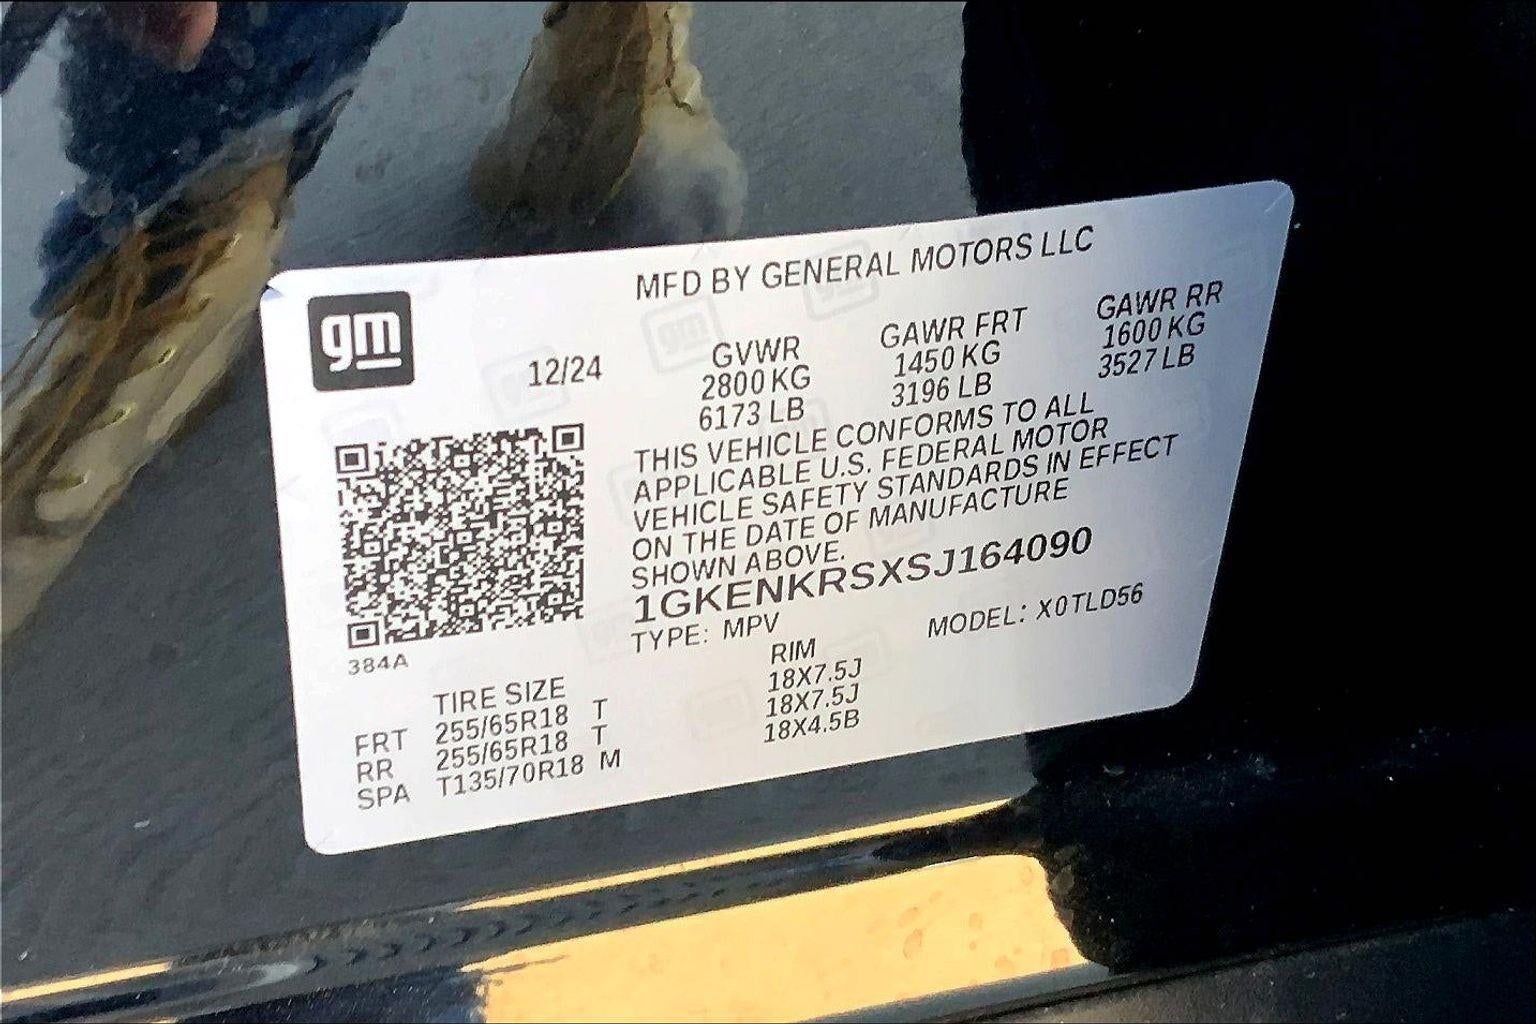 MFD BY GENERAL MOTORS LLC
gm
12/24
GVWR GAWR FRT GAWR RR
2800 KG 1450 KG 1600 KG
6173 LB 3196 LB 3527 LB
THIS VEHICLE CONFORMS TO ALL
APPLICABLE U.S. FEDERAL MOTOR
VEHICLE SAFETY STANDARDS IN EFFECT
ON THE DATE OF MANUFACTURE
SHOWN ABOVE.
1GKENKRSXSJ164090
TYPE: MPV MODEL: X0TLD56
384A
TIRE SIZE RIM
FRT 255/65R18 T 18X7.5J
RR 255/65R18 T 18X7.5J
SPA T135/70R18 M 18X4.5B